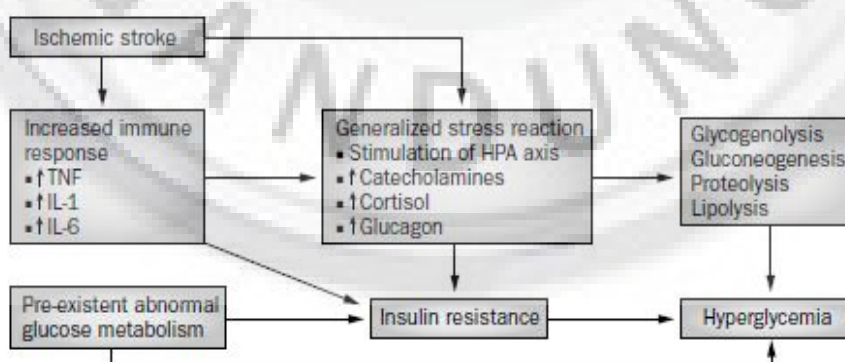 Ischemic stroke
Increased immune
response
▪ ↑ TNF
▪ ↑ IL-1
▪ ↑ IL-6
Generalized stress reaction
▪ Stimulation of HPA axis
▪ ↑ Catecholamines
▪ ↑ Cortisol
▪ ↑ Glucagon
Glycogenolysis
Gluconeogenesis
Proteolysis
Lipolysis
Pre-existent abnormal
glucose metabolism
Insulin resistance
Hyperglycemia
ANDUNG